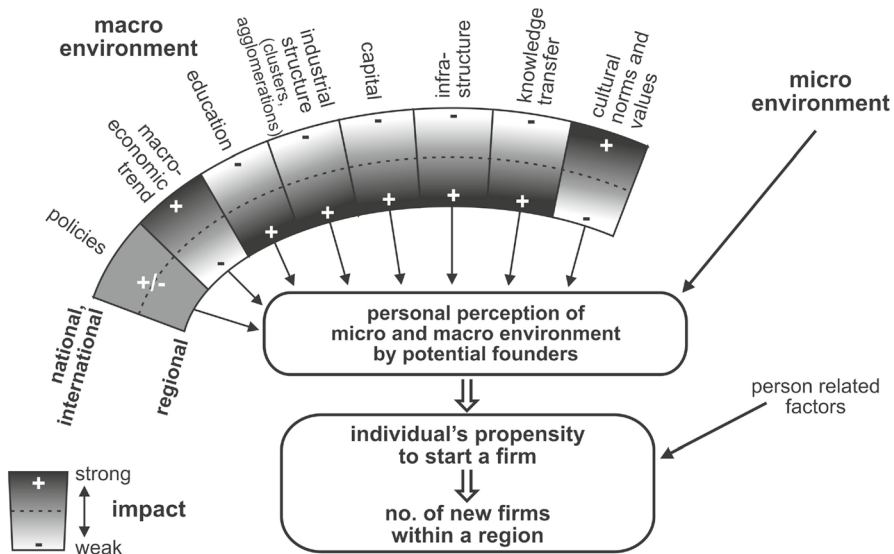 macro
environment
policies
macro-
economic
trend
education
industrial
structure
(clusters,
agglomerations)
capital
infra-
structure
knowledge
transfer
cultural
norms and
values
micro
environment
+/-
+
-
-
+
-
+
-
+
-
+
-
+
+
-
national,
international
regional
personal perception of
micro and macro environment
by potential founders
person related
factors
individual's propensity
to start a firm
no. of new firms
within a region
+
strong
impact
-
weak